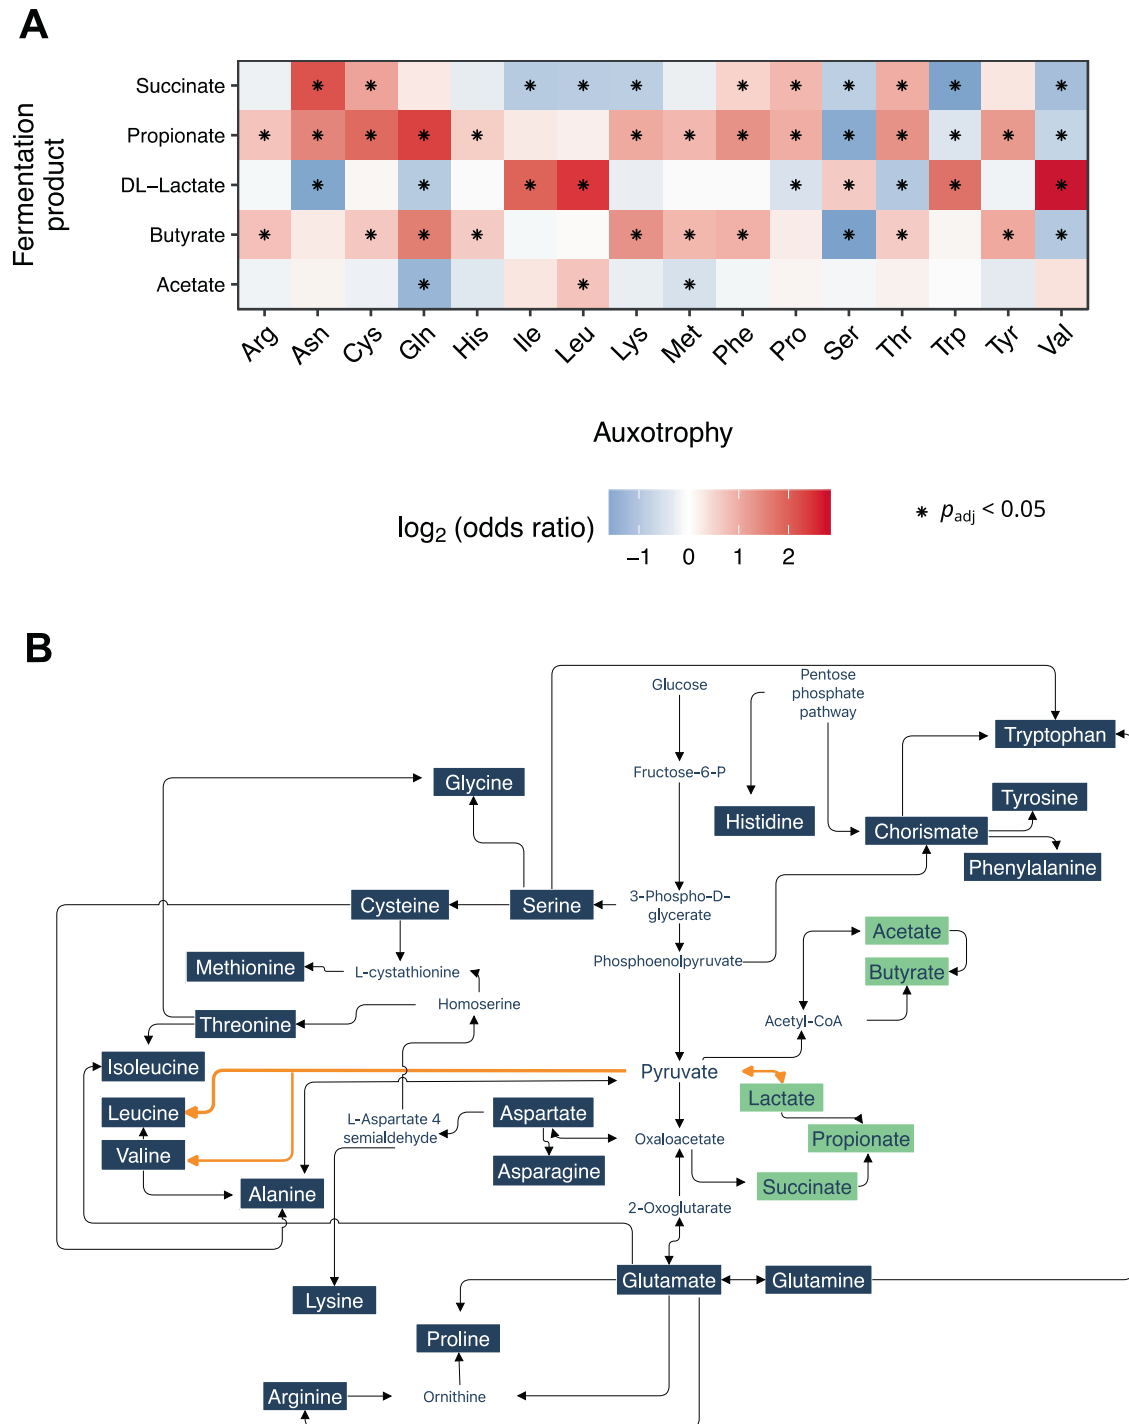 A
Fermentation
product
Succinate
Propionate
DL−Lactate
Butyrate
Acetate
Arg
Asn
Cys
Gln
His
Ile
Leu
Lys
Met
Phe
Pro
Ser
Thr
Trp
Tyr
Val
Auxotrophy
log2 (odds ratio)
−1
0
1
2
* padj < 0.05
B
Glucose
Pentose
phosphate
pathway
Tryptophan
Fructose-6-P
Glycine
Tyrosine
Histidine
Chorismate
Phenylalanine
Cysteine
Serine
3-Phospho-D-
glycerate
Acetate
Methionine
L-cystathionine
Phosphoenolpyruvate
Butyrate
Homoserine
Threonine
Acetyl-CoA
Isoleucine
Pyruvate
Leucine
Lactate
L-Aspartate 4
semialdehyde
Aspartate
Oxaloacetate
Propionate
Valine
Asparagine
Alanine
Succinate
2-Oxoglutarate
Glutamate
Glutamine
Lysine
Proline
Arginine
Ornithine